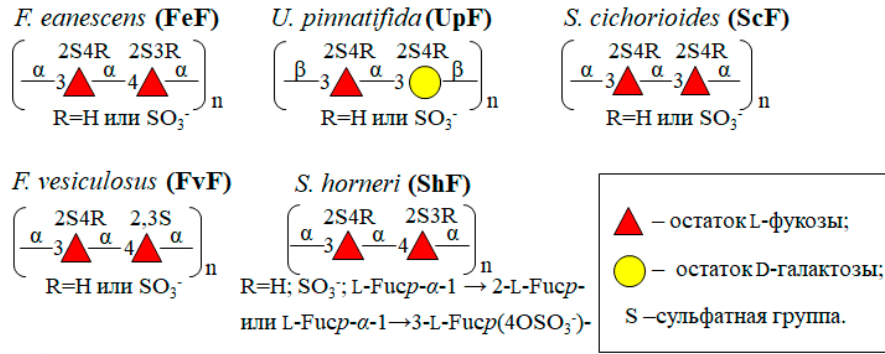 F. eanescens (FeF)
U. pinnatifida (UpF)
S. cichorioides (ScF)
2S4R 2S3R
α 3 α 4 α n
R=H или SO₃⁻
2S4R 2S4R
β 3 α 3 β n
R=H или SO₃⁻
2S4R 2S4R
α 3 α 3 α n
R=H или SO₃⁻
F. vesiculosus (FvF)
S. horneri (ShF)
2S4R 2,3S
α 3 α 4 α n
R=H или SO₃⁻
2S4R 2S3R
α 3 α 4 α n
R=H; SO₃⁻; L-Fucp-α-1 → 2-L-Fucp-
или L-Fucp-α-1→3-L-Fucp(4OSO₃⁻)-
– остаток L-фукозы;
– остаток D-галактозы;
S –сульфатная группа.